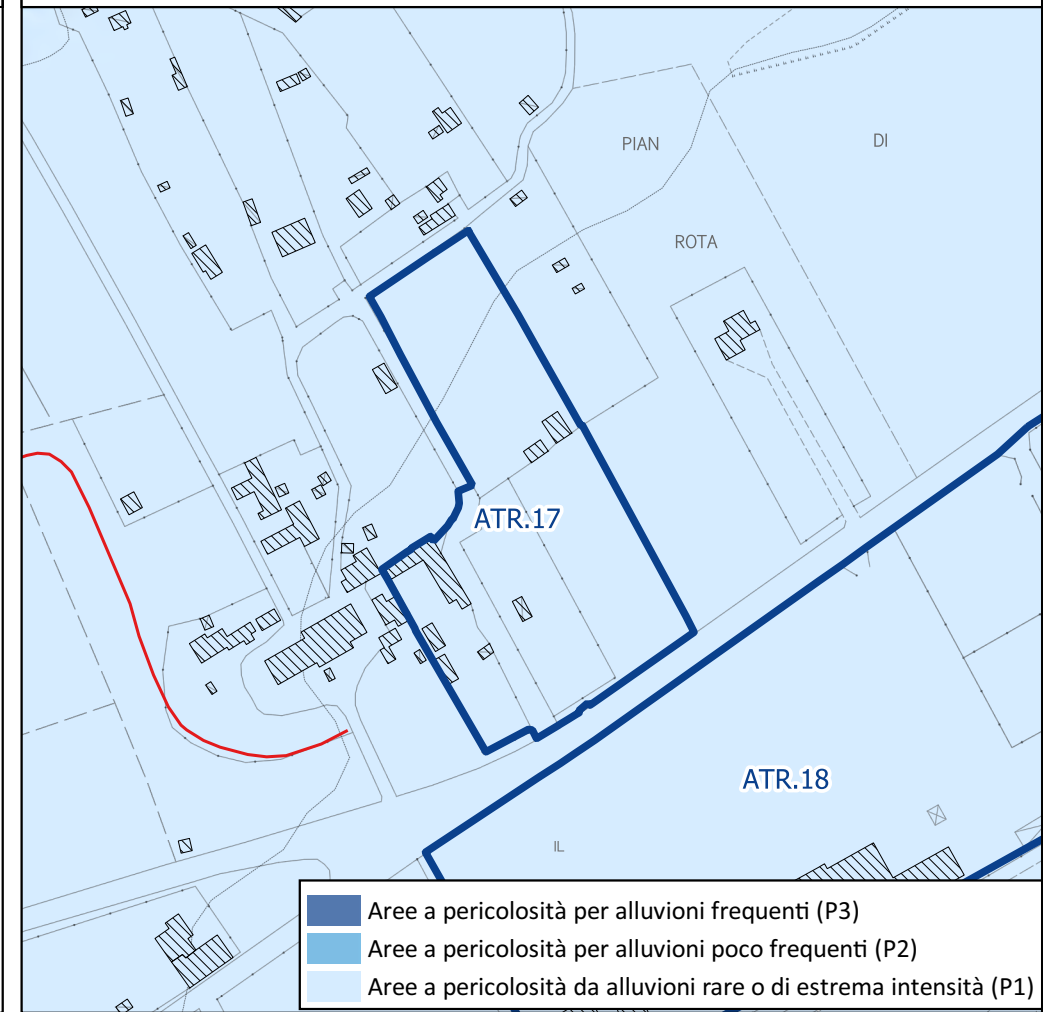 PIAN
DI
ROTA
ATR.17
ATR.18
IL
Aree a pericolosità per alluvioni frequenti (P3)
Aree a pericolosità per alluvioni poco frequenti (P2)
Aree a pericolosità da alluvioni rare o di estrema intensità (P1)